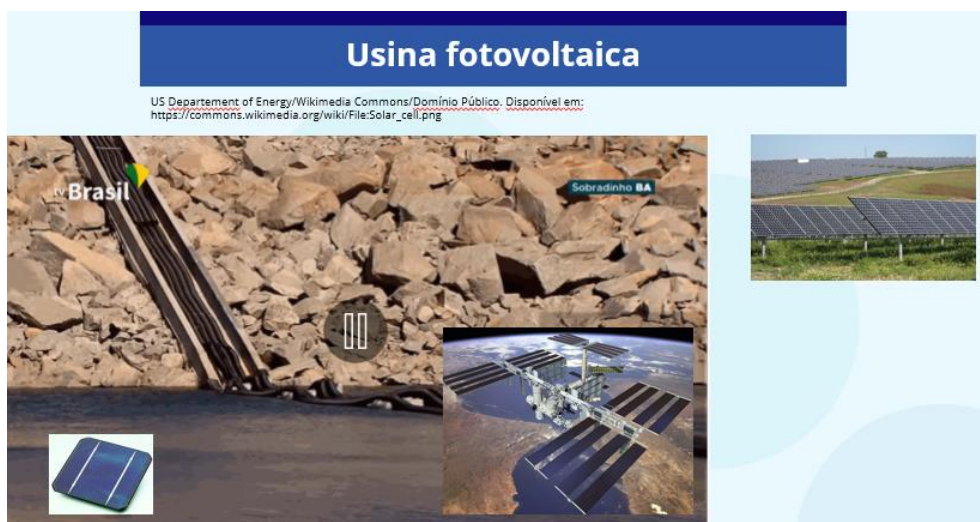 Usina fotovoltaica
US Departement of Energy/Wikimedia Commons/Domínio Público. Disponível em:
https://commons.wikimedia.org/wiki/File:Solar_cell.png
tv Brasil
Sobradinho BA